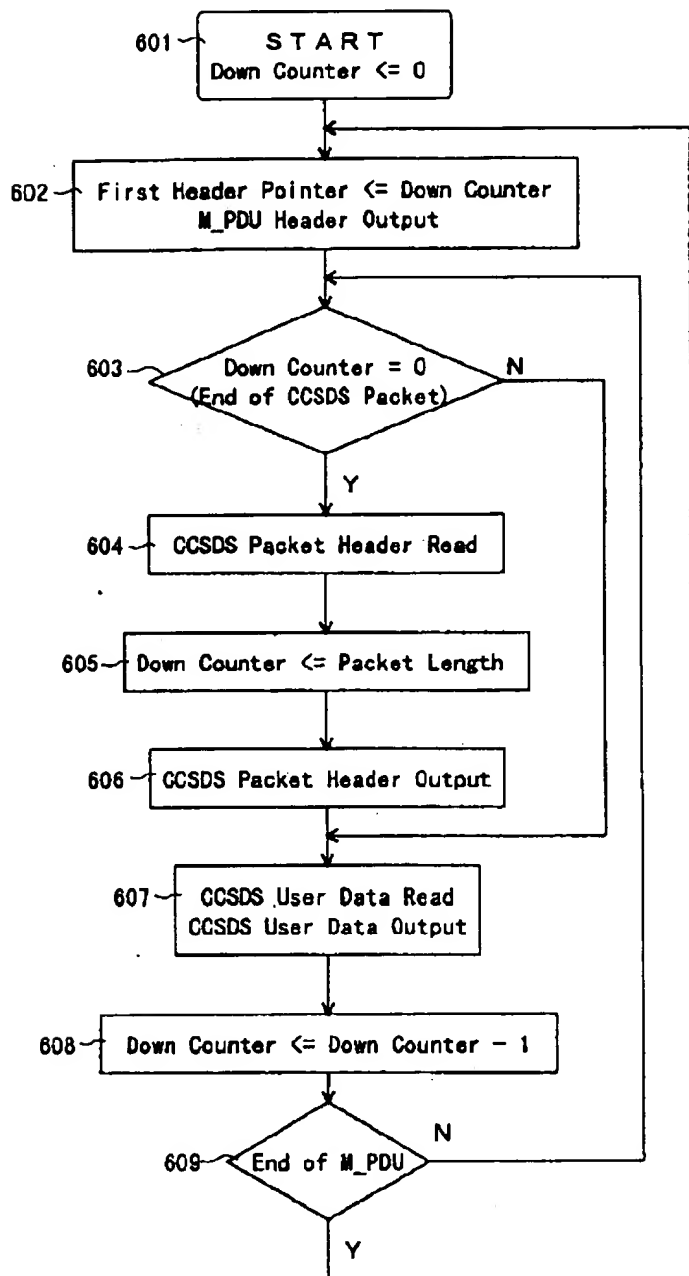 601
START
Down Counter <= 0
602
First Header Pointer <= Down Counter
M_PDU Header Output
603
Down Counter = 0
(End of CCSDS Packet)
N
Y
604
CCSDS Packet Header Read
605
Down Counter <= Packet Length
606
CCSDS Packet Header Output
607
CCSDS User Data Read
CCSDS User Data Output
608
Down Counter <= Down Counter - 1
609
End of M_PDU
N
Y